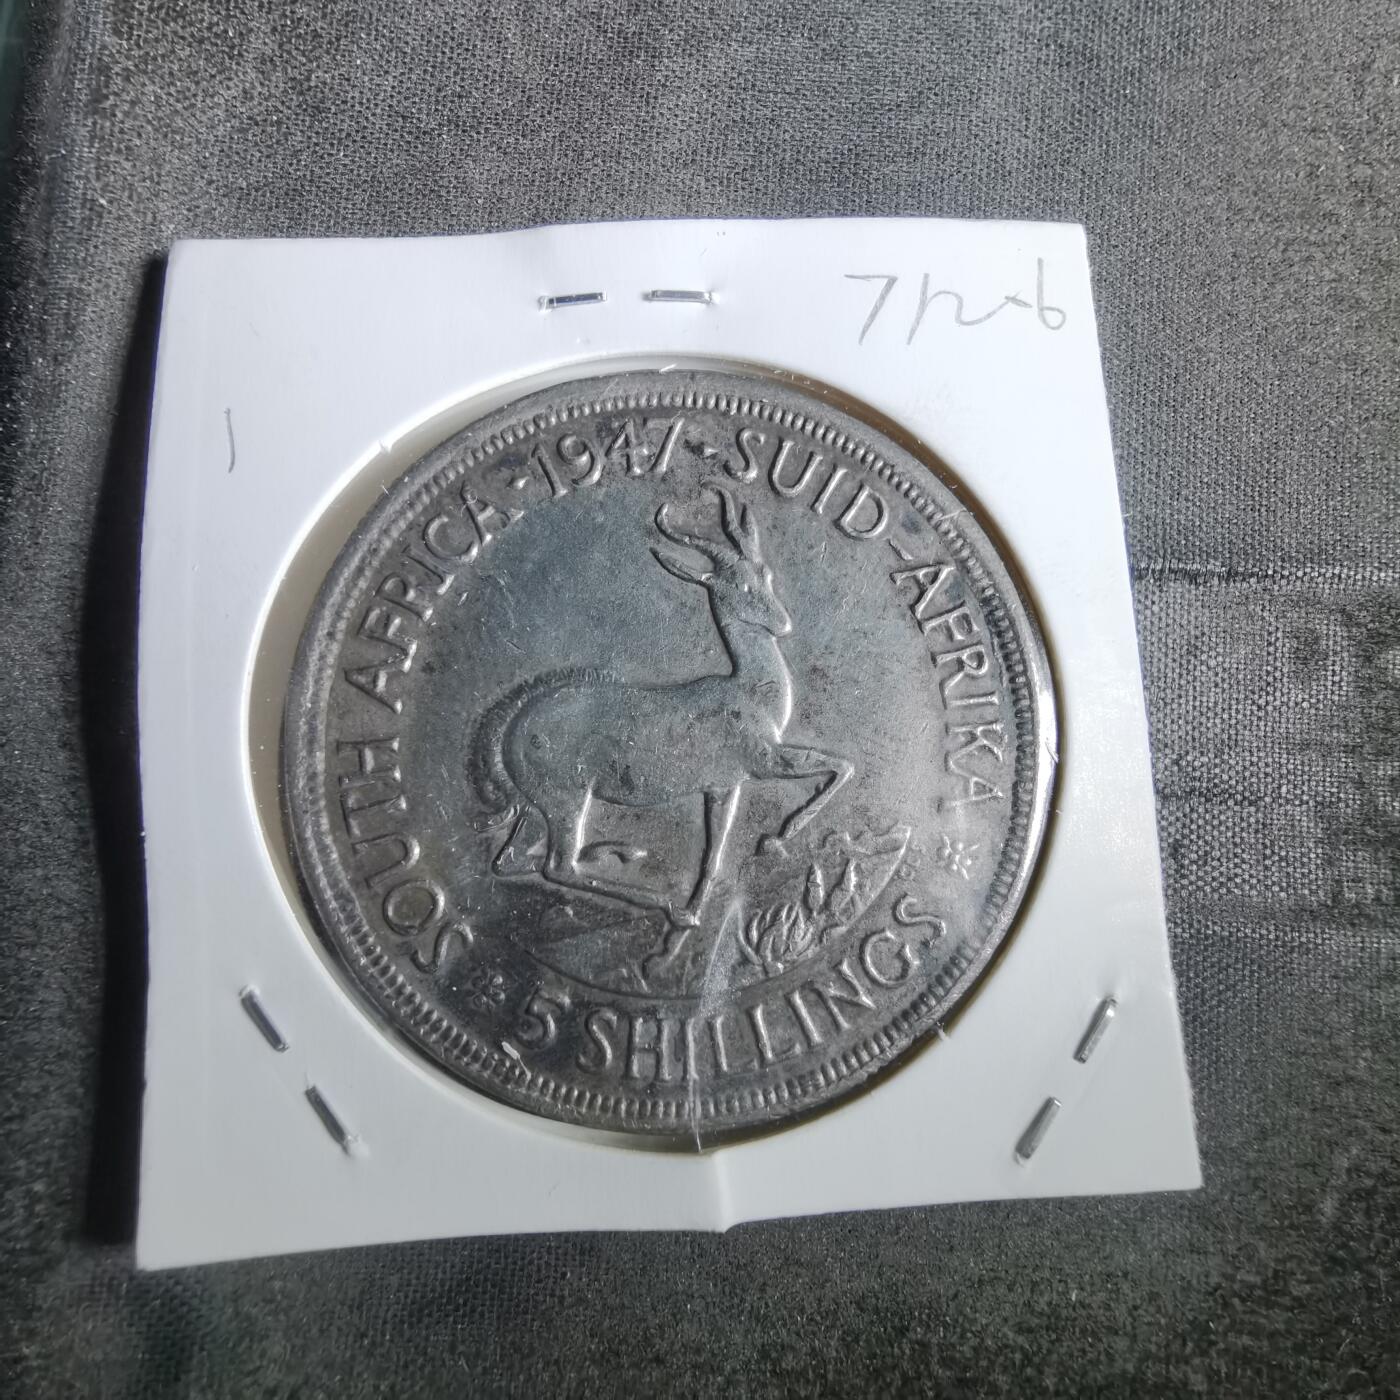 SOUTH AFRICA · 1947 · SUID-AFRIKA
5 SHILLINGS